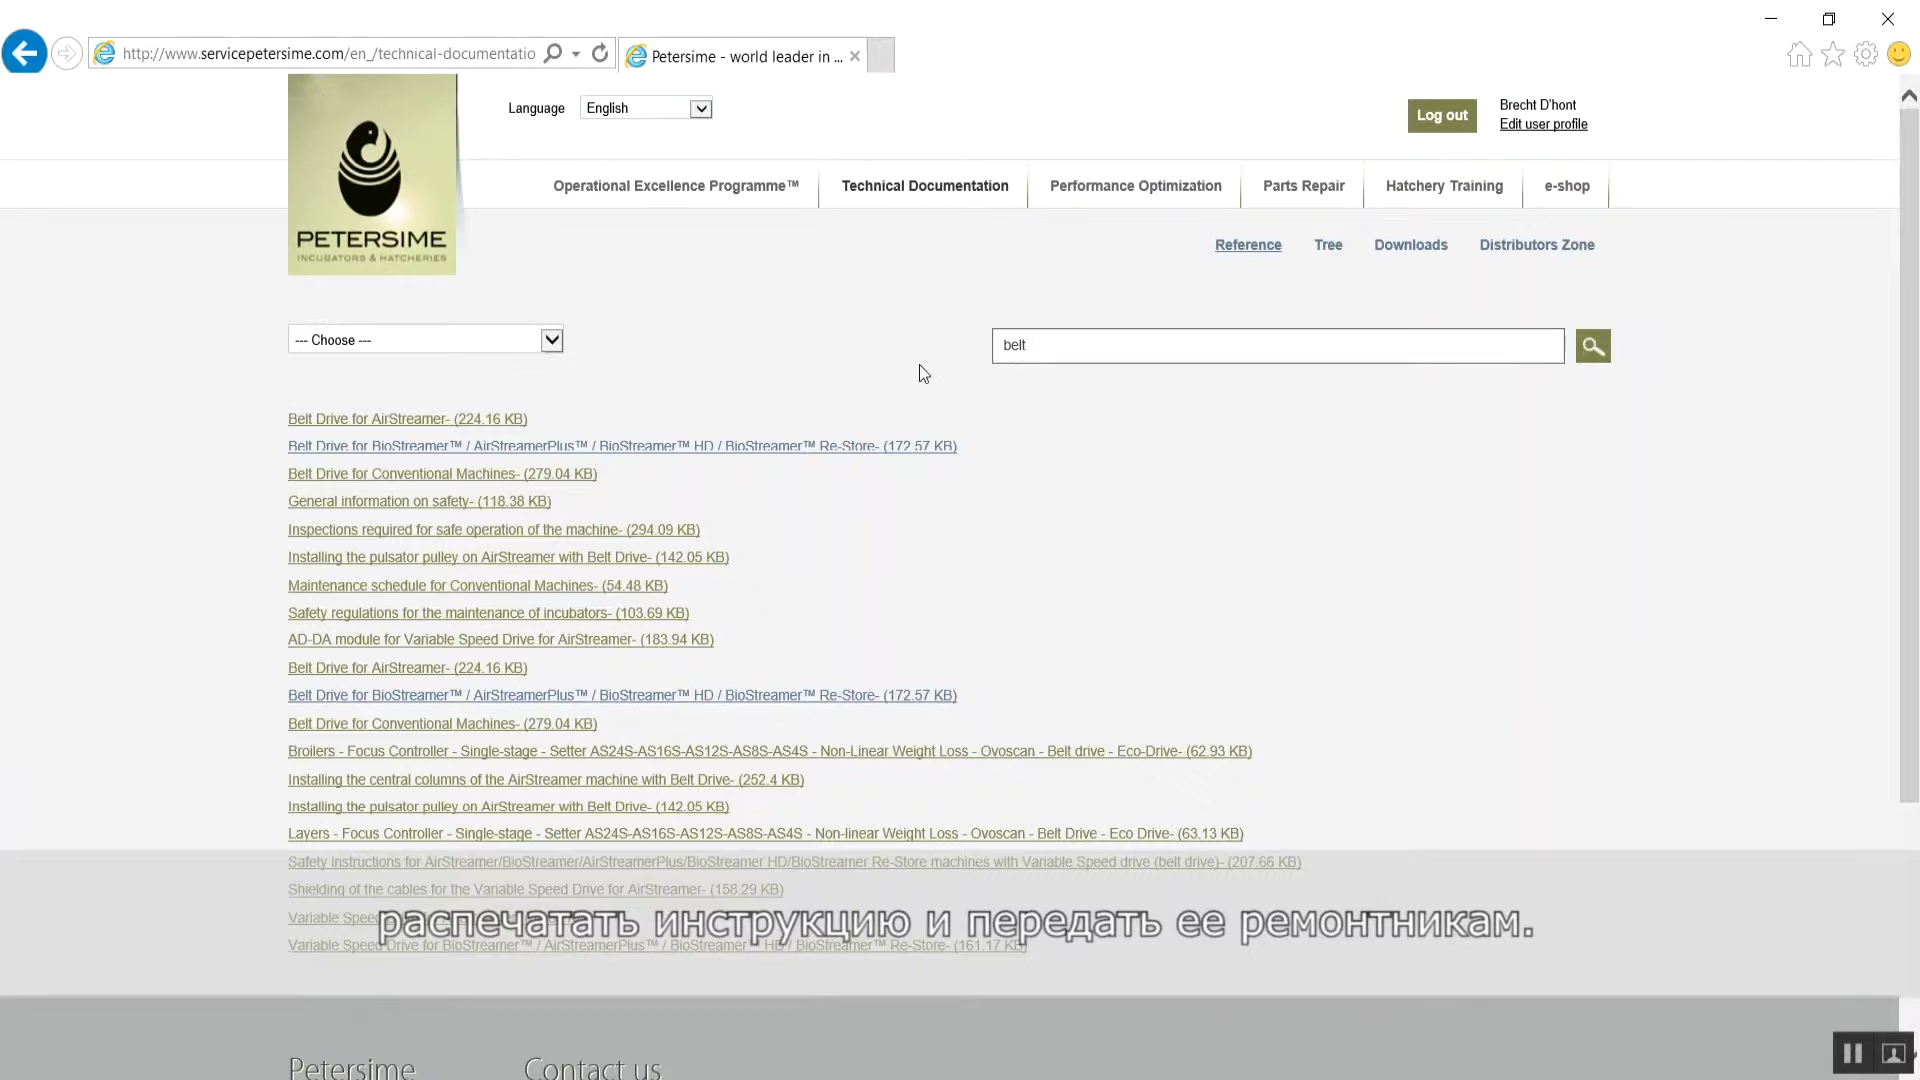 http://www.servicepetersime.com/en_/technical-documentatio
Petersime - world leader in ...
Language
English
Log out
Brecht D'hont
Edit user profile
PETERSIME
INCUBATORS & HATCHERIES
Operational Excellence Programme™
Technical Documentation
Performance Optimization
Parts Repair
Hatchery Training
e-shop
Reference
Tree
Downloads
Distributors Zone
--- Choose ---
belt
Belt Drive for AirStreamer- (224.16 KB)
Belt Drive for BioStreamer™ / AirStreamerPlus™ / BioStreamer™ HD / BioStreamer™ Re-Store- (172.57 KB)
Belt Drive for Conventional Machines- (279.04 KB)
General information on safety- (118.38 KB)
Inspections required for safe operation of the machine- (294.09 KB)
Installing the pulsator pulley on AirStreamer with Belt Drive- (142.05 KB)
Maintenance schedule for Conventional Machines- (54.48 KB)
Safety regulations for the maintenance of incubators- (103.69 KB)
AD-DA module for Variable Speed Drive for AirStreamer- (183.94 KB)
Belt Drive for AirStreamer- (224.16 KB)
Belt Drive for BioStreamer™ / AirStreamerPlus™ / BioStreamer™ HD / BioStreamer™ Re-Store- (172.57 KB)
Belt Drive for Conventional Machines- (279.04 KB)
Broilers - Focus Controller - Single-stage - Setter AS24S-AS16S-AS12S-AS8S-AS4S - Non-Linear Weight Loss - Ovoscan - Belt drive - Eco-Drive- (62.93 KB)
Installing the central columns of the AirStreamer machine with Belt Drive- (252.4 KB)
Installing the pulsator pulley on AirStreamer with Belt Drive- (142.05 KB)
Layers - Focus Controller - Single-stage - Setter AS24S-AS16S-AS12S-AS8S-AS4S - Non-linear Weight Loss - Ovoscan - Belt Drive - Eco Drive- (63.13 KB)
Safety instructions for AirStreamer/BioStreamer/AirStreamerPlus/BioStreamer HD/BioStreamer Re-Store machines with Variable Speed drive (belt drive)- (207.66 KB)
Shielding of the cables for the Variable Speed Drive for AirStreamer- (158.29 KB)
Variable Spee
распечатать инструкцию и передать ее ремонтникам.
Variable Speed Drive for BioStreamer™ / AirStreamerPlus™ / BioStreamer™ HD / BioStreamer™ Re-Store- (161.17 KB)
Petersime
Contact us